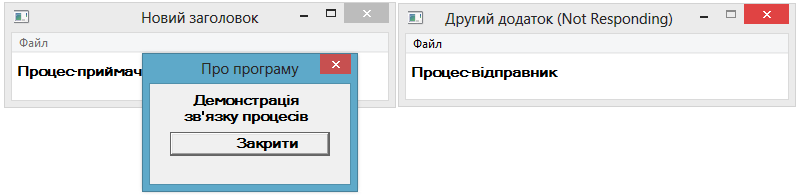 Новий заголовок
Файл
Процес-приймач
Про програму
Демонстрація
зв'язку процесів
Закрити
Другий додаток (Not Responding)
Файл
Процес-відправник